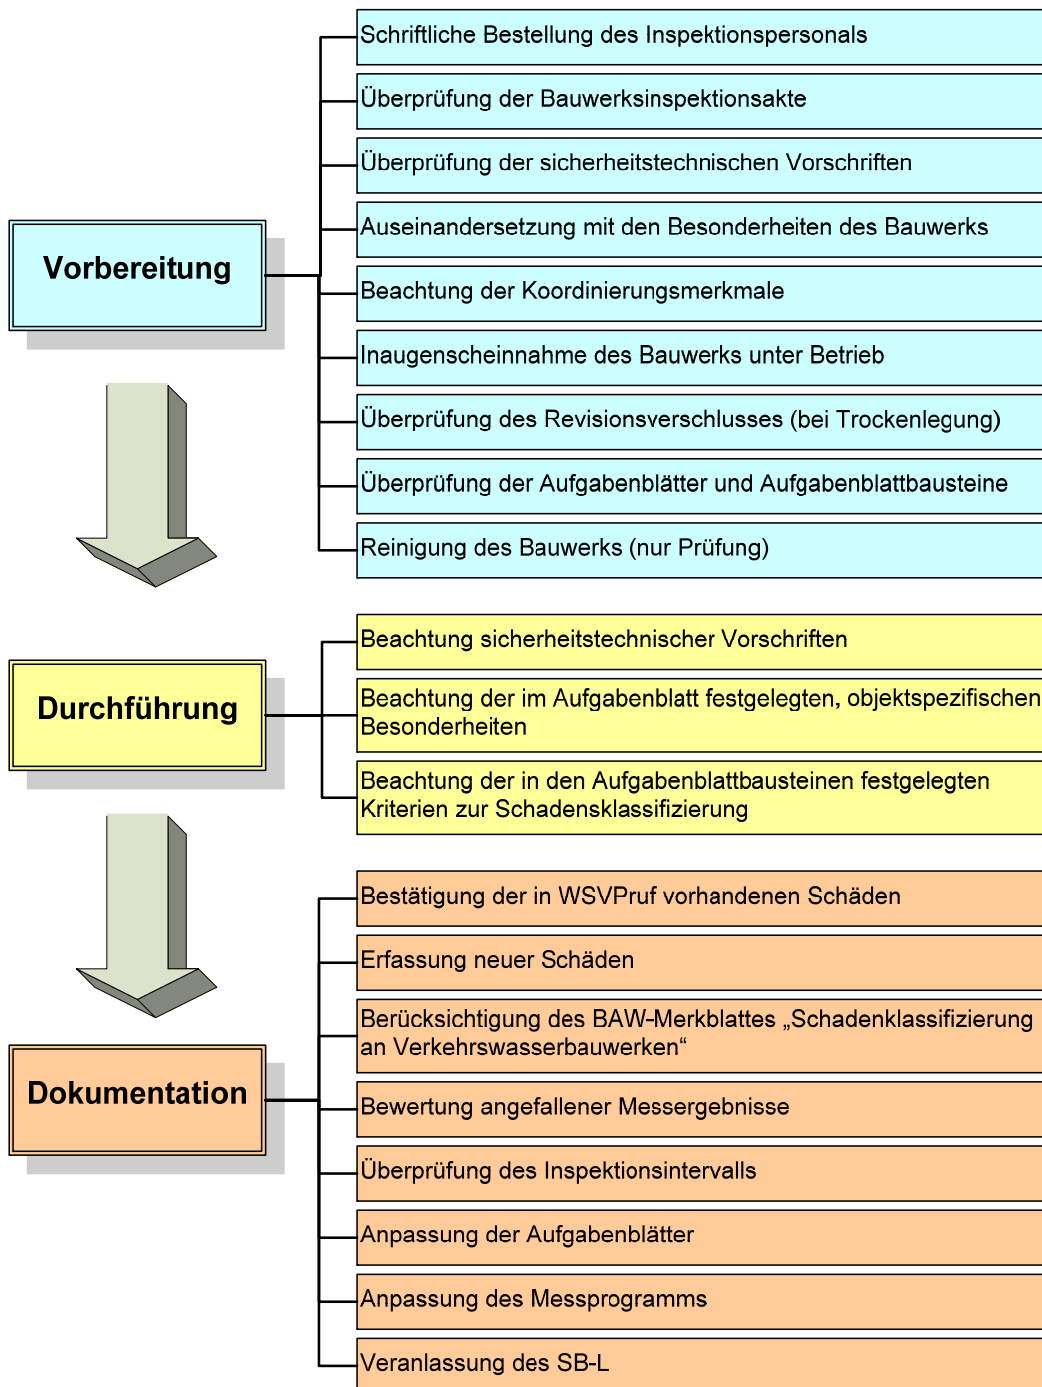 Vorbereitung
Schriftliche Bestellung des Inspektionspersonals
Überprüfung der Bauwerksinspektionsakte
Überprüfung der sicherheitstechnischen Vorschriften
Auseinandersetzung mit den Besonderheiten des Bauwerks
Beachtung der Koordinierungsmerkmale
Inaugenscheinnahme des Bauwerks unter Betrieb
Überprüfung des Revisionsverschlusses (bei Trockenlegung)
Überprüfung der Aufgabenblätter und Aufgabenblattbausteine
Reinigung des Bauwerks (nur Prüfung)
Durchführung
Beachtung sicherheitstechnischer Vorschriften
Beachtung der im Aufgabenblatt festgelegten, objektspezifischen
Besonderheiten
Beachtung der in den Aufgabenblattbausteinen festgelegten
Kriterien zur Schadensklassifizierung
Dokumentation
Bestätigung der in WSVPruf vorhandenen Schäden
Erfassung neuer Schäden
Berücksichtigung des BAW-Merkblattes „Schadenklassifizierung
an Verkehrswasserbauwerken“
Bewertung angefallener Messergebnisse
Überprüfung des Inspektionsintervalls
Anpassung der Aufgabenblätter
Anpassung des Messprogramms
Veranlassung des SB-L